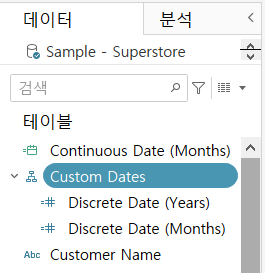 데이터 분석
Sample - Superstore
검색
테이블
Continuous Date (Months)
Custom Dates
Discrete Date (Years)
Discrete Date (Months)
Abc Customer Name